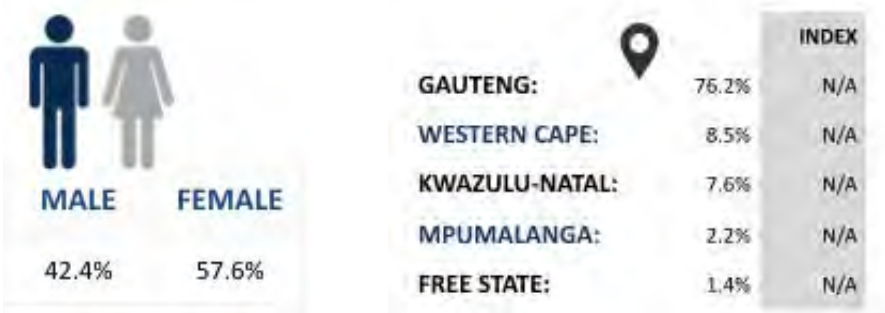 MALE FEMALE
42.4% 57.6%
INDEX
GAUTENG: 76.2% N/A
WESTERN CAPE: 8.5% N/A
KWAZULU-NATAL: 7.6% N/A
MPUMALANGA: 2.2% N/A
FREE STATE: 1.4% N/A